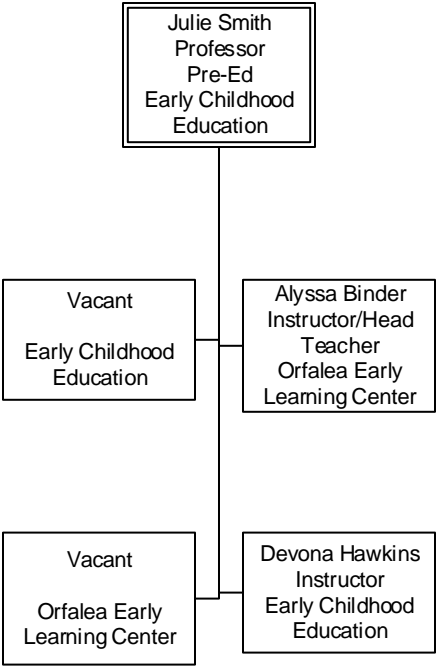 Julie Smith
Professor
Pre-Ed
Early Childhood
Education
Vacant
Early Childhood
Education
Alyssa Binder
Instructor/Head
Teacher
Orfalea Early
Learning Center
Vacant
Orfalea Early
Learning Center
Devona Hawkins
Instructor
Early Childhood
Education